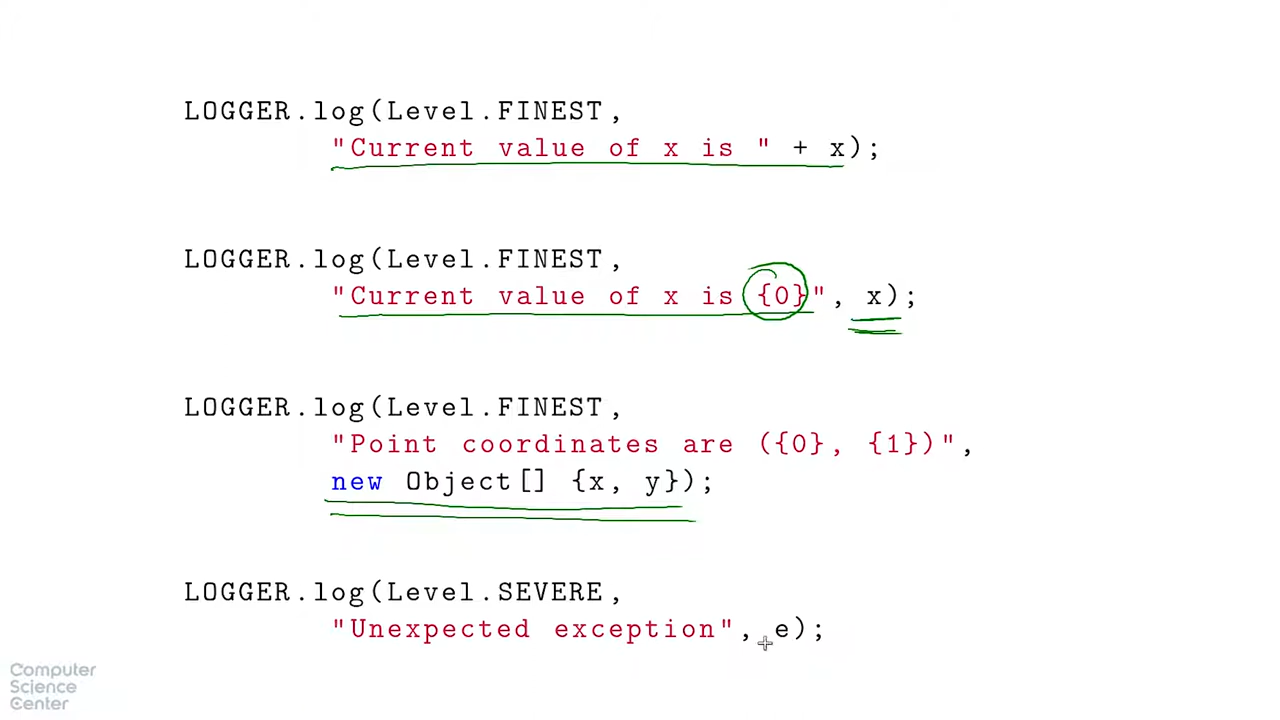 LOGGER.log(Level.FINEST,
"Current value of x is " + x);
LOGGER.log(Level.FINEST,
"Current value of x is {0}", x);
LOGGER.log(Level.FINEST,
"Point coordinates are ({0}, {1})",
new Object[] {x, y});
LOGGER.log(Level.SEVERE,
"Unexpected exception", e);
Computer
Science
Center